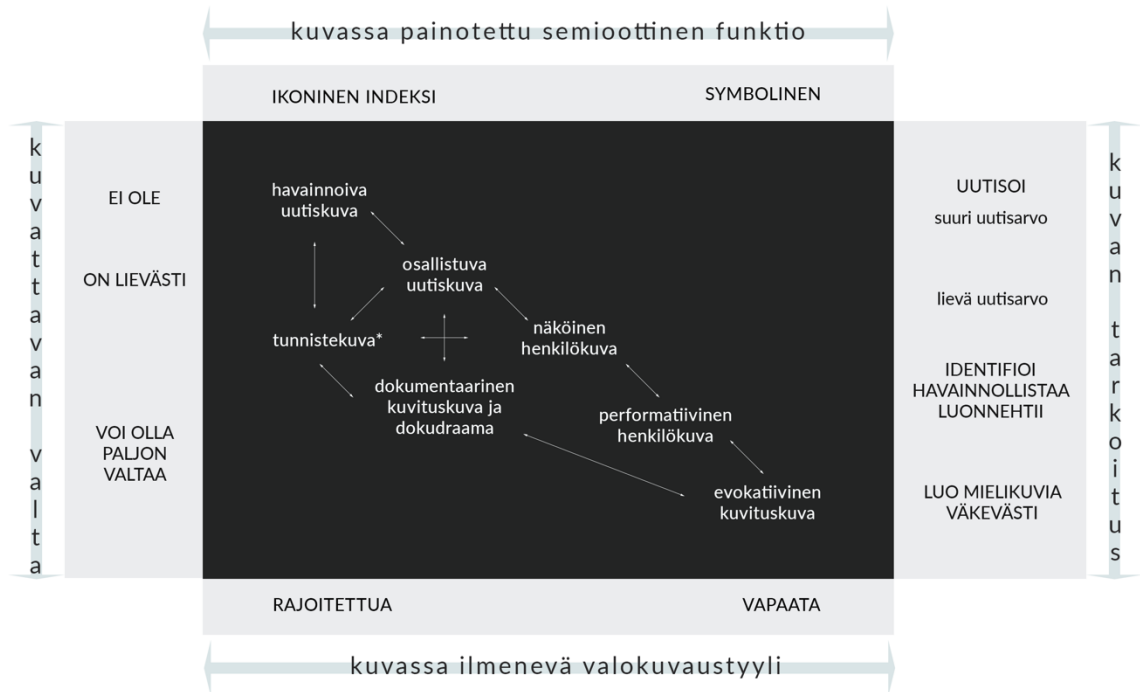 kuvassa painotettu semioottinen funktio
IKONINEN INDEKSI
SYMBOLINEN
kuvattavan valta
EI OLE
ON LIEVÄSTI
VOI OLLA
PALJON
VALTAA
havainnoiva
uutiskuva
osallistuva
uutiskuva
tunnistekuva*
näköinen
henkilökuva
dokumentaarinen
kuvituskuva ja
dokudraama
performatiivinen
henkilökuva
evokatiivinen
kuvituskuva
UUTISOI
suuri uutisarvo
lievä uutisarvo
IDENTIFIOI
HAVAINNOLLISTAA
LUONNEHTII
LUO MIELIKUVIA
VÄKEVÄSTI
kuvan tarkoitus
RAJOITETTUA
VAPAATA
kuvassa ilmenevä valokuvaustyyli